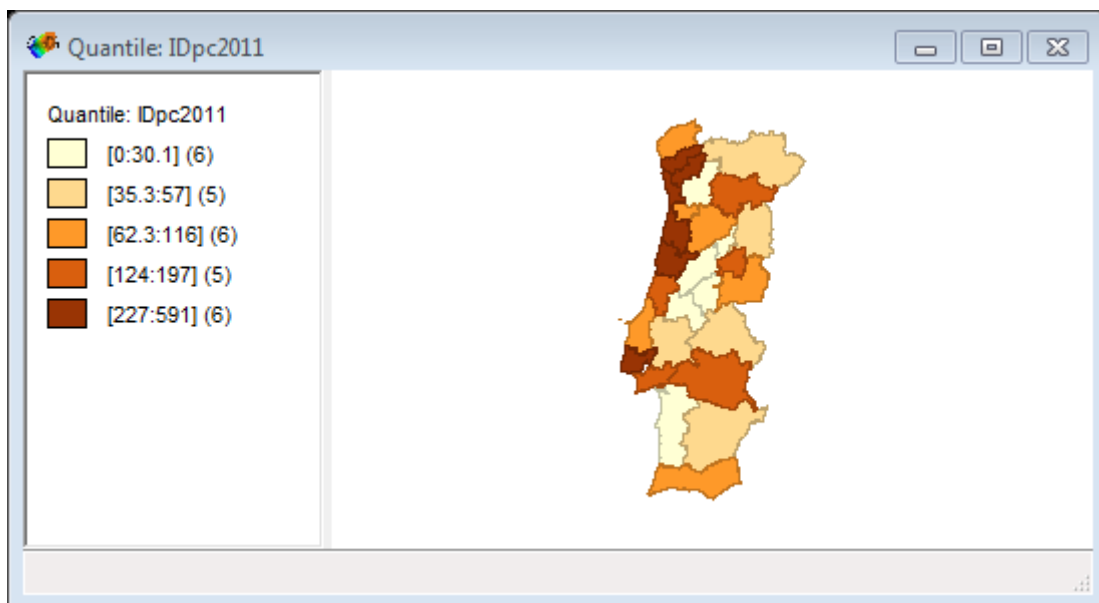 Quantile: IDpc2011
Quantile: IDpc2011
[0:30.1] (6)
[35.3:57] (5)
[62.3:116] (6)
[124:197] (5)
[227:591] (6)